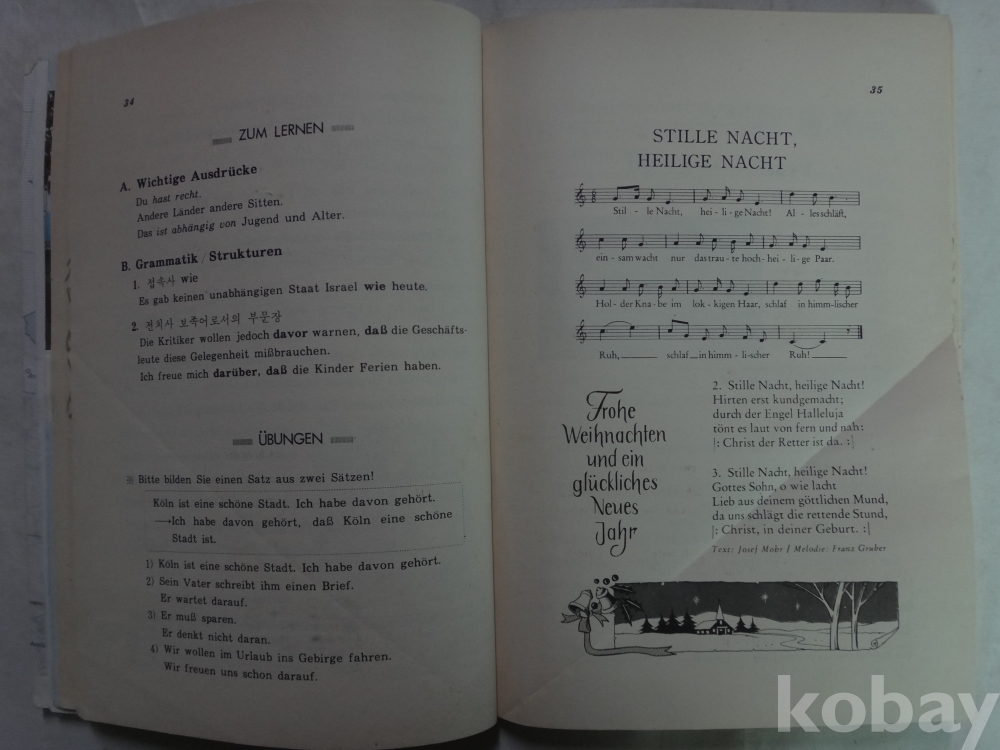 34
ZUM LERNEN
A. Wichtige Ausdrücke
Du hast recht.
Andere Länder andere Sitten.
Das ist abhängig von Jugend und Alter.
B. Grammatik / Strukturen
1. 접속사 wie
Es gab keinen unabhängigen Staat Israel wie heute.
2. 전치사 보족어로서의 부문장
Die Kritiker wollen jedoch davor warnen, daß die Geschäfts-
leute diese Gelegenheit mißbrauchen.
Ich freue mich darüber, daß die Kinder Ferien haben.
ÜBUNGEN
※ Bitte bilden Sie einen Satz aus zwei Sätzen!
Köln ist eine schöne Stadt. Ich habe davon gehört.
→Ich habe davon gehört, daß Köln eine schöne
Stadt ist.
1) Köln ist eine schöne Stadt. Ich habe davon gehört.
2) Sein Vater schreibt ihm einen Brief.
Er wartet darauf.
3) Er muß sparen.
Er denkt nicht daran.
4) Wir wollen im Urlaub ins Gebirge fahren.
Wir freuen uns schon darauf.
35
STILLE NACHT,
HEILIGE NACHT
Stil - le Nacht, hei - li - ge Nacht! Al - les schläft,
ein - sam wacht nur das trau - te hoch - hei - li - ge Paar.
Hol - der Kna - be im lok - kigen Haar, schlaf in himm - lischer
Ruh, schlaf in himm - li - scher Ruh!
Frohe
Weihnachten
und ein
glückliches
Neues
Jahr
2. Stille Nacht, heilige Nacht!
Hirten erst kundgemacht;
durch der Engel Halleluja
tönt es laut von fern und nah:
|: Christ der Retter ist da. :|
3. Stille Nacht, heilige Nacht!
Gottes Sohn, o wie lacht
Lieb aus deinem göttlichen Mund,
da uns schlägt die rettende Stund,
|: Christ, in deiner Geburt. :|
Text: Josef Mohr / Melodie: Franz Gruber
kobay